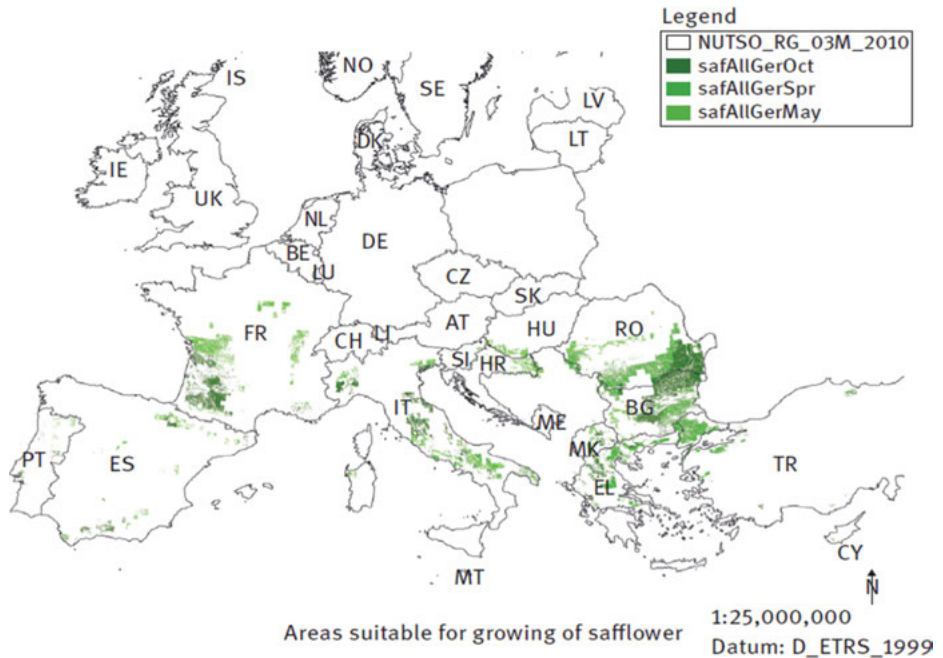 Legend
NUTSO_RG_03M_2010
safAllGerOct
safAllGerSpr
safAllGerMay
IS
NO
SE
LV
LT
DK
IE
UK
NL
DE
BE
LU
CZ
SK
FR
CH
LI
AT
HU
RO
SI
HR
IT
BG
ME
MK
PT
ES
EL
TR
CY
MT
N
Areas suitable for growing of safflower
1:25,000,000
Datum: D_ETRS_1999